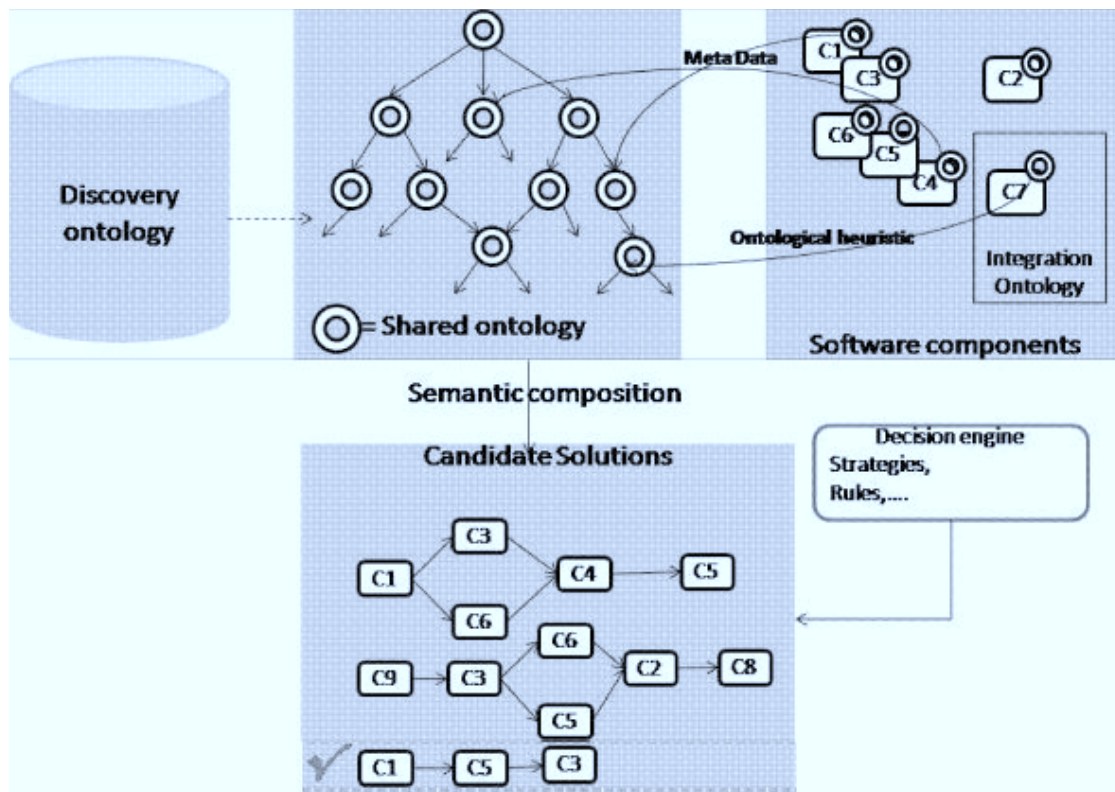 Discovery
ontology
= Shared ontology
Meta Data
Ontological heuristic
C1
C3
C2
C6
C5
C4
C7
Integration
Ontology
Software components
Semantic composition
Candidate Solutions
Decision engine
Strategies,
Rules,....
C3
C1
C4
C5
C6
C6
C9
C3
C2
C8
C5
C1
C5
C3